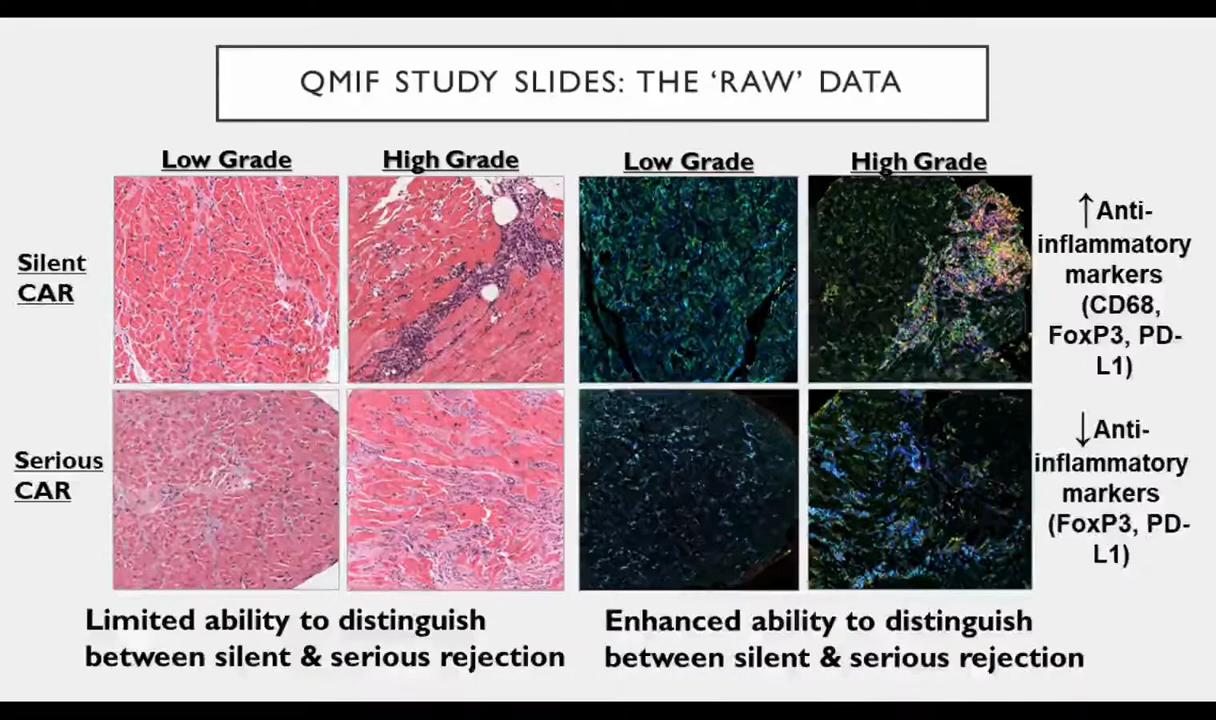 QMIF STUDY SLIDES: THE ‘RAW’ DATA
Low Grade
High Grade
Low Grade
High Grade
Silent
CAR
↑Anti-
inflammatory
markers
(CD68,
FoxP3, PD-
L1)
Serious
CAR
↓Anti-
inflammatory
markers
(FoxP3, PD-
L1)
Limited ability to distinguish
between silent & serious rejection
Enhanced ability to distinguish
between silent & serious rejection